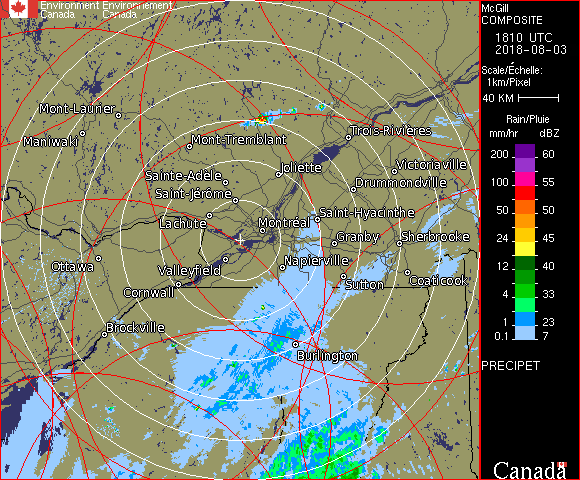 Environment Environnement
Canada Canada
McGill
COMPOSITE
1810 UTC
2018-08-03
Scale/Échelle:
1km/Pixel
40 KM
Rain/Pluie
mm/hr dBZ
200 60
100 55
50 50
24 45
12 40
4 33
1 23
0.1 7
PRECIPET
Canada
Mont-Laurier
Maniwaki
Mont-Tremblant
Trois-Rivières
Sainte-Adèle
Joliette
Victoriaville
Saint-Jérôme
Drummondville
Lachute
Montréal
Saint-Hyacinthe
Granby
Sherbrooke
Ottawa
Valleyfield
Napierville
Cornwall
Sutton
Coaticook
Brockville
Burlington